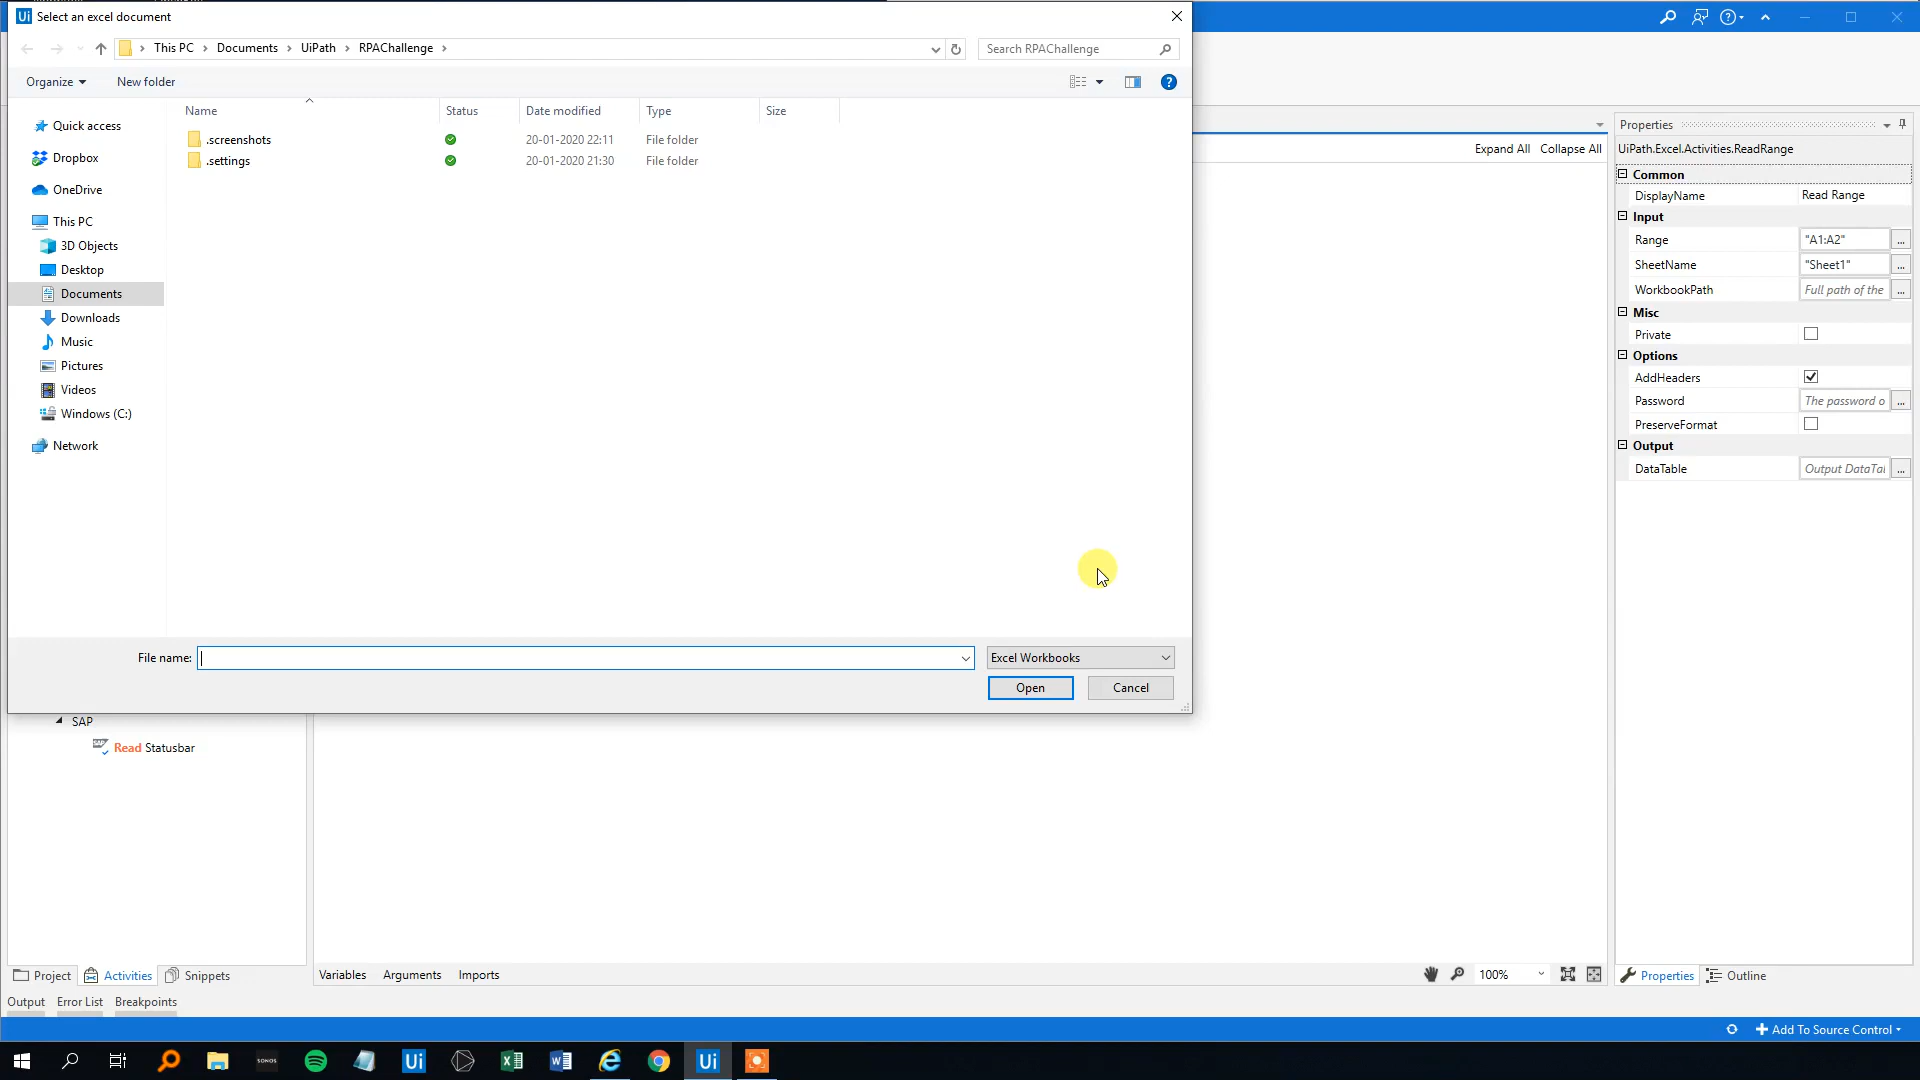 Select an excel document
This PC > Documents > UiPath > RPAChallenge >
Search RPAChallenge
Organize
New folder
Name Status Date modified Type Size
.screenshots 20-01-2020 22:11 File folder
.settings 20-01-2020 21:30 File folder
Quick access
Dropbox
OneDrive
This PC
3D Objects
Desktop
Documents
Downloads
Music
Pictures
Videos
Windows (C:)
Network
File name:
Excel Workbooks
Open Cancel
Expand All Collapse All
Properties
UiPath.Excel.Activities.ReadRange
Common
DisplayName Read Range
Input
Range "A1:A2" ...
SheetName "Sheet1" ...
WorkbookPath Full path of the ...
Misc
Private
Options
AddHeaders
Password The password o ...
PreserveFormat
Output
DataTable Output DataTal ...
SAP
Read Statusbar
Project Activities Snippets
Variables Arguments Imports
100%
Properties Outline
Output Error List Breakpoints
Add To Source Control
SONOS
Ui
Ui